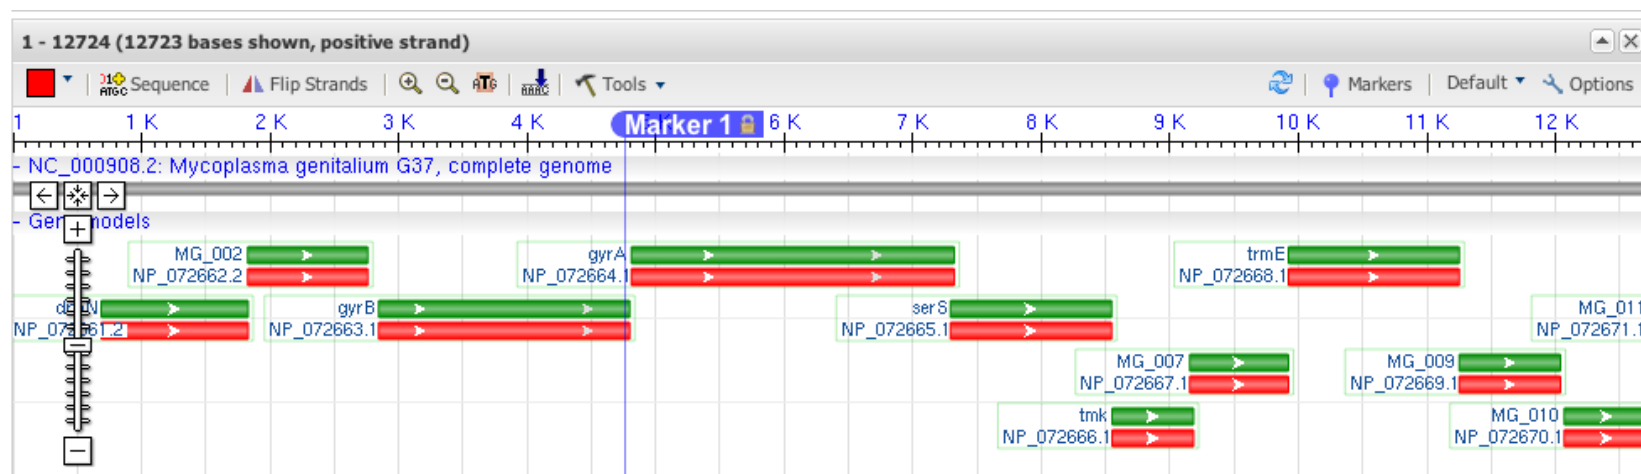 1 - 12724 (12723 bases shown, positive strand)
Sequence Flip Strands ATG Tools Markers Default Options
1 1 K 2 K 3 K 4 K Marker 1 6 K 7 K 8 K 9 K 10 K 11 K 12 K
- NC_000908.2: Mycoplasma genitalium G37, complete genome
- Gene models
MG_002 gyrA trmE
NP_072662.2 NP_072664.1 NP_072668.1
gyrB serS MG_011
NP_072663.1 NP_072665.1 NP_072671.1
MG_007 MG_009
NP_072667.1 NP_072669.1
tmk MG_010
NP_072666.1 NP_072670.1